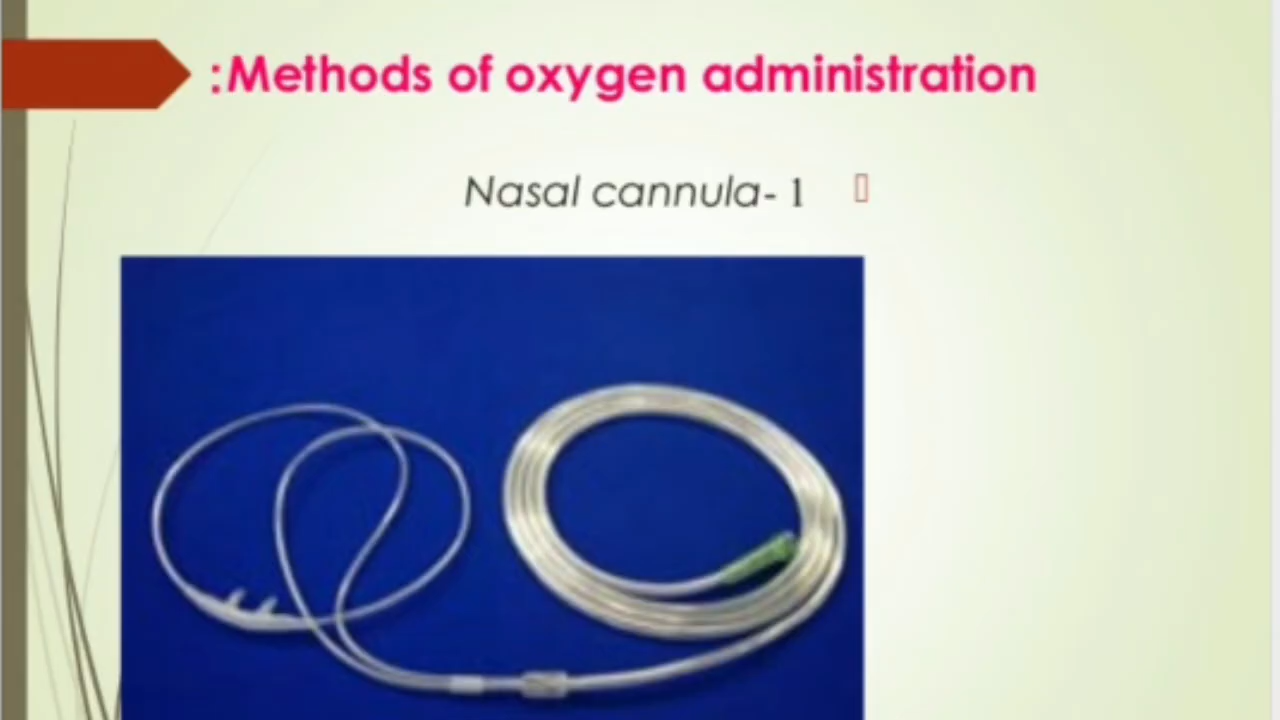 :Methods of oxygen administration
Nasal cannula- 1